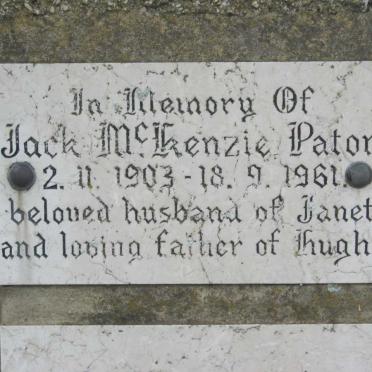 In Memory Of
Jack McKenzie Paton
2. 11. 1903 - 18. 9. 1961.
beloved husband of Janet
and loving father of Hugh